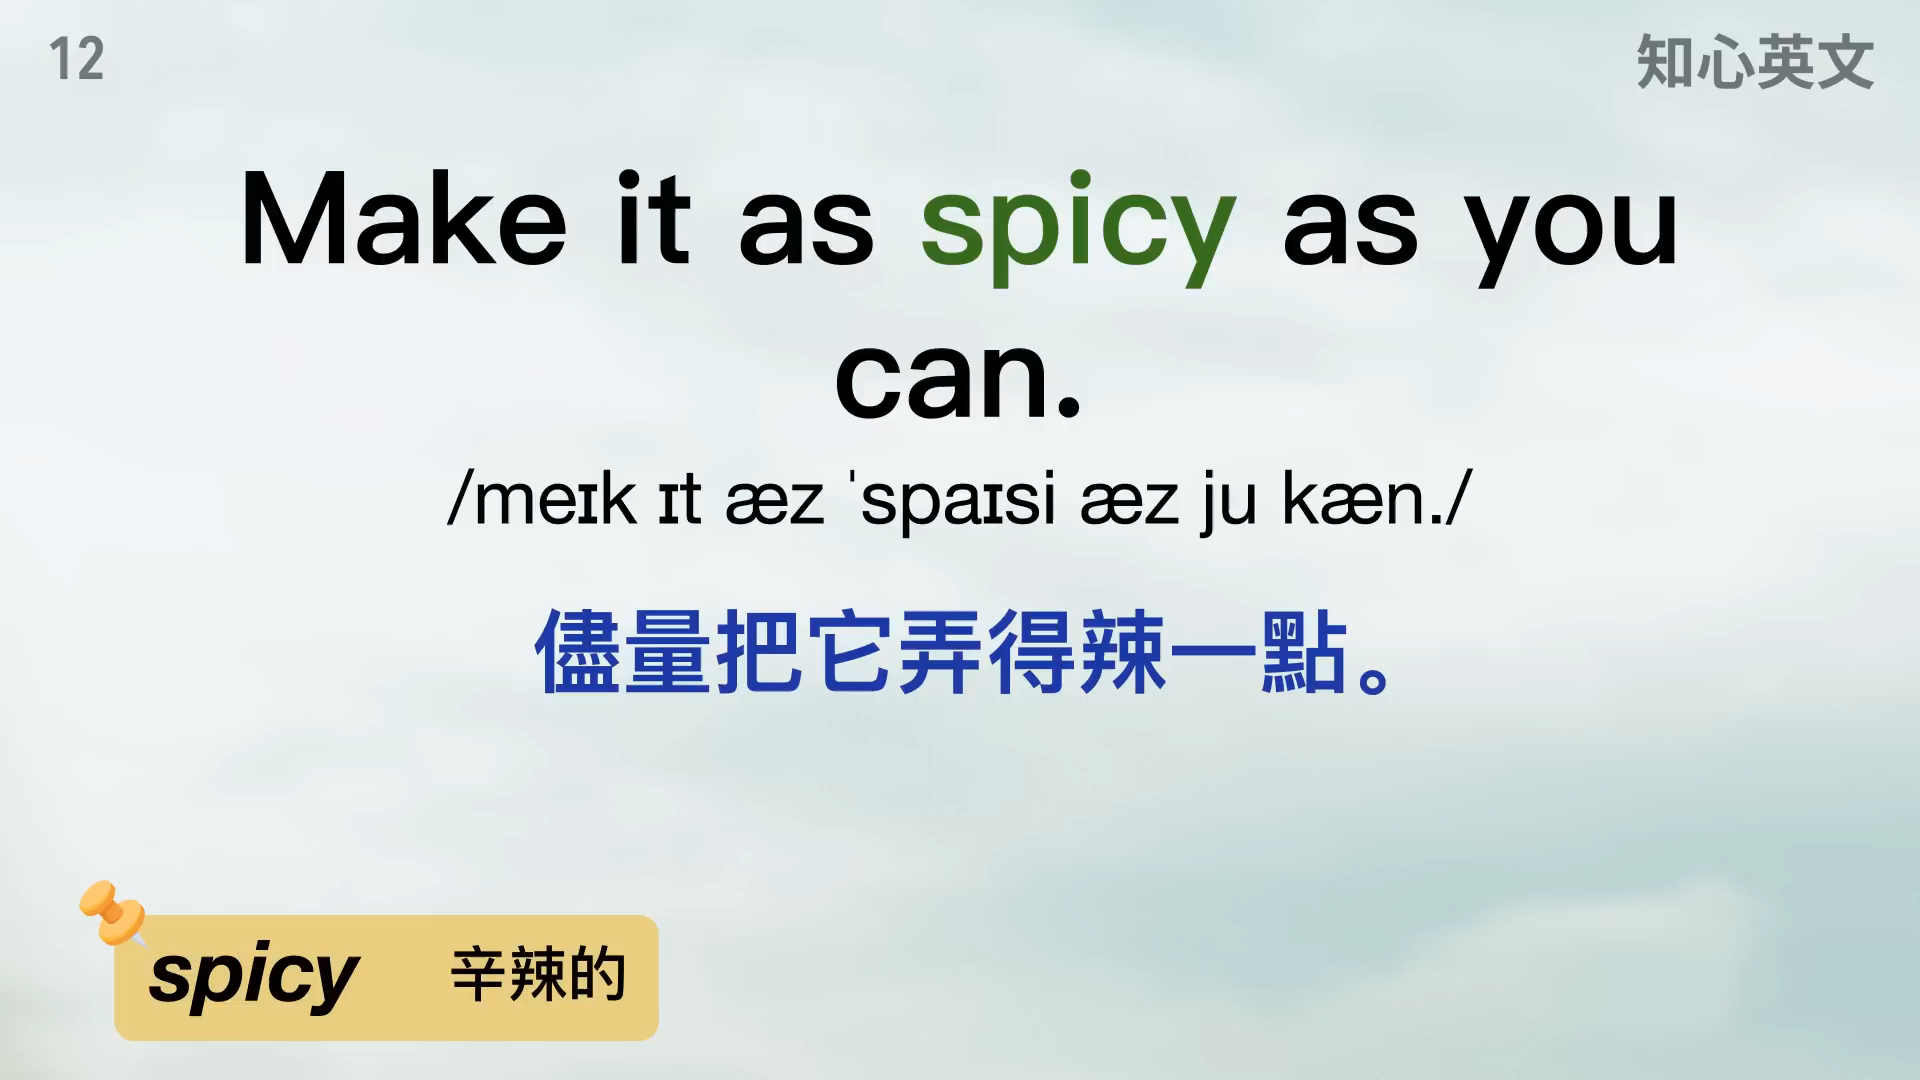 12
知心英文
Make it as spicy as you
can.
/meɪk ɪt æz ˈspaɪsi æz ju kæn./
儘量把它弄得辣一點。
spicy 辛辣的